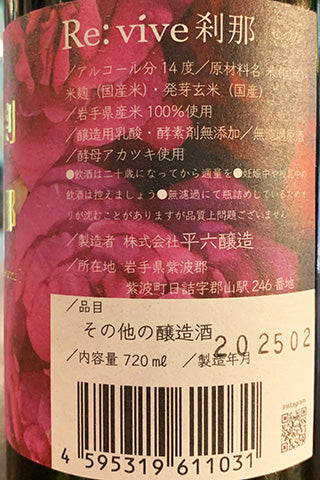 Re:vive 刹那
／アルコール分14度／原材料名 米(国産)
米麹（国産米）・発芽玄米（国産）
／岩手県産米 100%使用
／醸造用乳酸・酵素剤無添加／無濾過
／酵母アカツキ使用
●飲酒は二十歳になってから適量を●妊娠中や授乳中の
飲酒は控えましょう●無濾過にて瓶詰めしているためオ
リが沈むことがありますが品質上問題ございません
／製造者 株式会社平六醸造
／所在地 岩手県紫波郡
紫波町日詰字郡山駅246番地
／品目
その他の醸造酒
202502
／内容量 720ml ／製造年月
Instagram
4 595319 611031